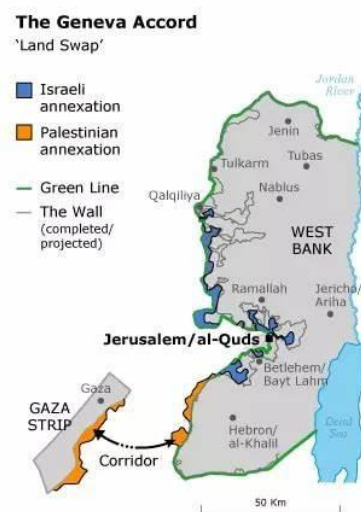 The Geneva Accord
‘Land Swap’
Israeli
annexation
Palestinian
annexation
Green Line
The Wall
(completed/
projected)
Jordan
River
Jenin
Tubas
Tulkarm
Nablus
Qalqiliya
WEST
BANK
Ramallah
Jericho/
Ariha
Jerusalem/al-Quds
Betlehem/
Bayt Lahm
Gaza
GAZA
STRIP
Hebron/
al-Khalil
Dead
Sea
Corridor
50 Km